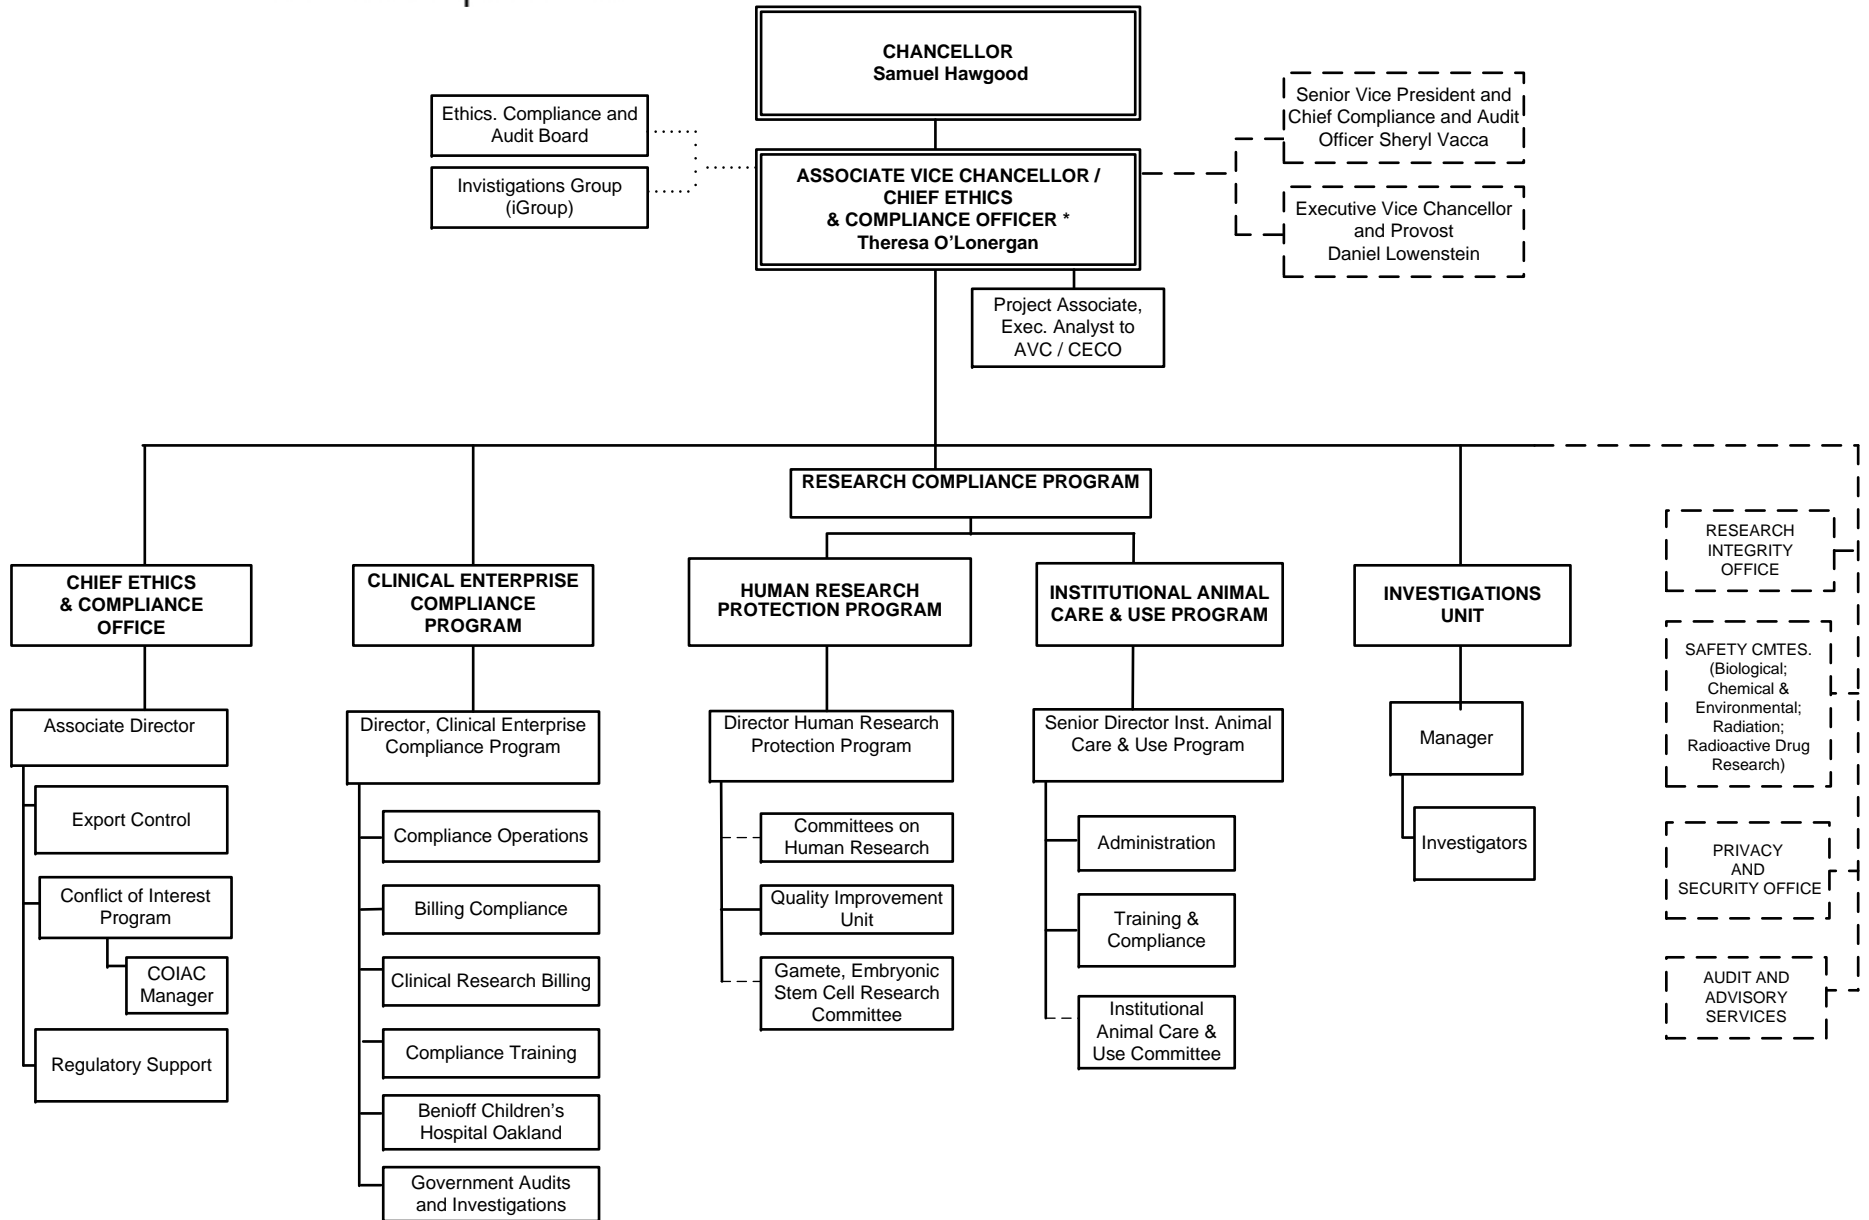 CHANCELLOR
Samuel Hawgood
Ethics. Compliance and
Audit Board
Invistigations Group
(iGroup)
ASSOCIATE VICE CHANCELLOR /
CHIEF ETHICS
& COMPLIANCE OFFICER *
Theresa O’Lonergan
Senior Vice President and
Chief Compliance and Audit
Officer Sheryl Vacca
Executive Vice Chancellor
and Provost
Daniel Lowenstein
Project Associate,
Exec. Analyst to
AVC / CECO
RESEARCH COMPLIANCE PROGRAM
CHIEF ETHICS
& COMPLIANCE
OFFICE
Associate Director
Export Control
Conflict of Interest
Program
COIAC
Manager
Regulatory Support
CLINICAL ENTERPRISE
COMPLIANCE
PROGRAM
Director, Clinical Enterprise
Compliance Program
Compliance Operations
Billing Compliance
Clinical Research Billing
Compliance Training
Benioff Children’s
Hospital Oakland
Government Audits
and Investigations
HUMAN RESEARCH
PROTECTION PROGRAM
Director Human Research
Protection Program
Committees on
Human Research
Quality Improvement
Unit
Gamete, Embryonic
Stem Cell Research
Committee
INSTITUTIONAL ANIMAL
CARE & USE PROGRAM
Senior Director Inst. Animal
Care & Use Program
Administration
Training &
Compliance
Institutional
Animal Care &
Use Committee
INVESTIGATIONS
UNIT
Manager
Investigators
RESEARCH
INTEGRITY
OFFICE
SAFETY CMTES.
(Biological;
Chemical &
Environmental;
Radiation;
Radioactive Drug
Research)
PRIVACY
AND
SECURITY OFFICE
AUDIT AND
ADVISORY
SERVICES